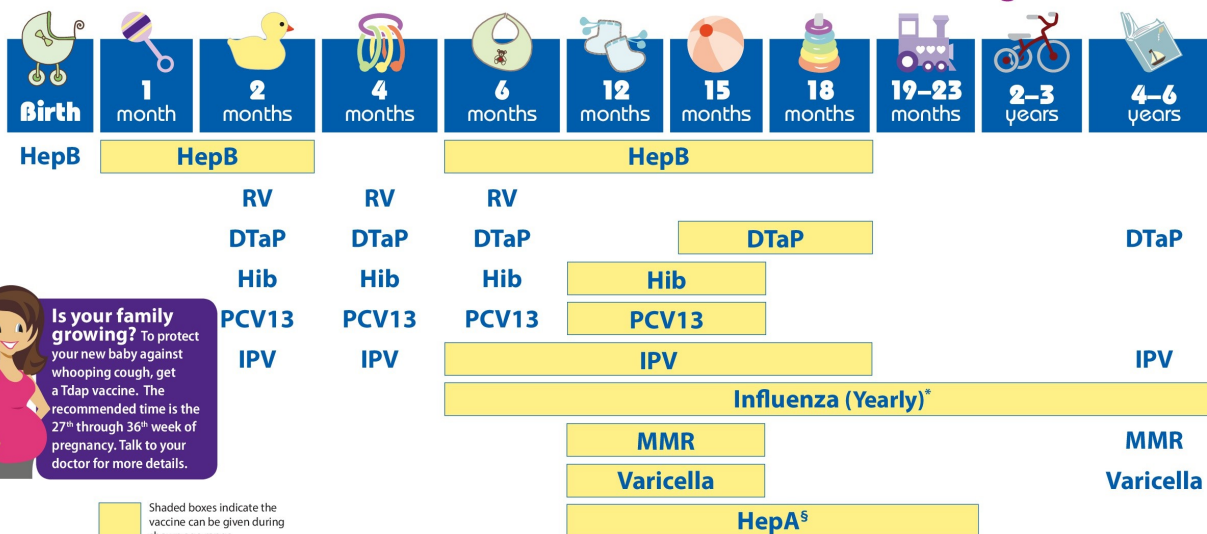 Birth
1
month
2
months
4
months
6
months
12
months
15
months
18
months
19–23
months
2–3
years
4–6
years
HepB HepB HepB
RV RV RV
DTaP DTaP DTaP DTaP DTaP
Hib Hib Hib Hib
PCV13 PCV13 PCV13 PCV13
IPV IPV IPV IPV
Influenza (Yearly)*
MMR MMR
Varicella Varicella
HepA§
Is your family
growing? To protect
your new baby against
whooping cough, get
a Tdap vaccine. The
recommended time is the
27th through 36th week of
pregnancy. Talk to your
doctor for more details.
Shaded boxes indicate the
vaccine can be given during